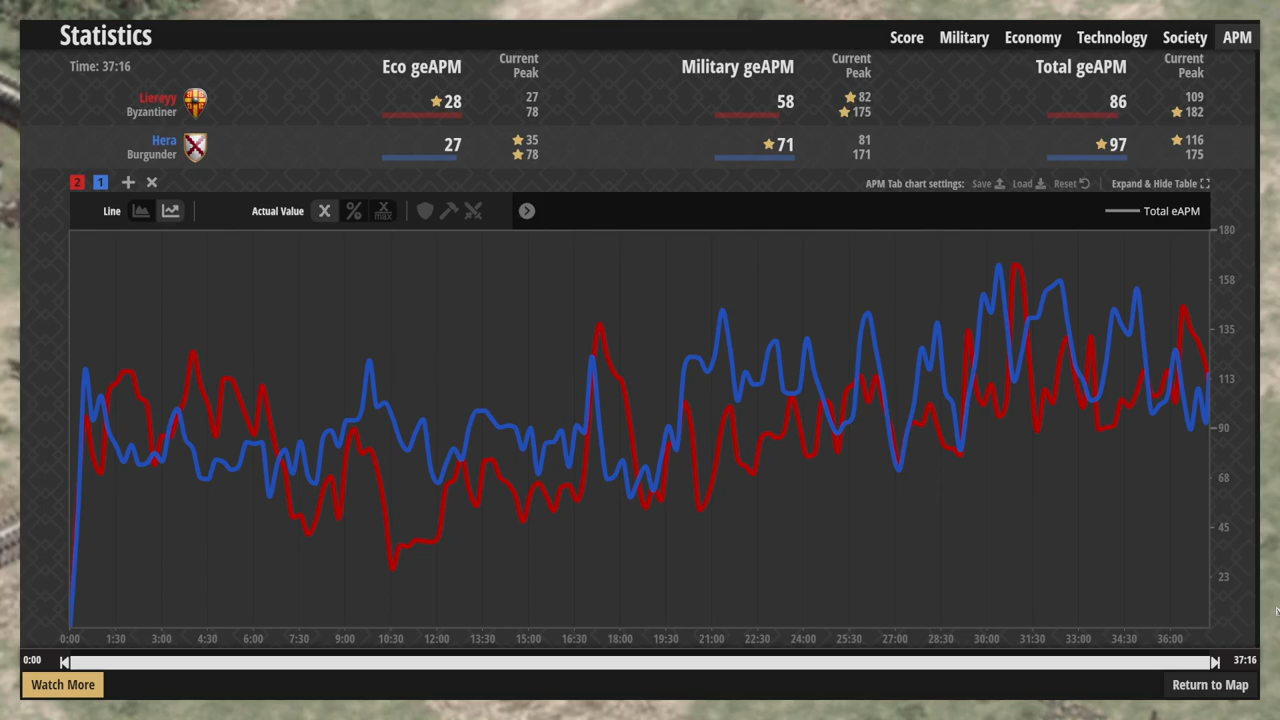 Statistics
Score Military Economy Technology Society APM
Time: 37:16
Eco geAPM Current Peak Military geAPM Current Peak Total geAPM Current Peak
Liereyy 28 27 58 82 86 109
Byzantiner 78 175 182
Hera 27 35 71 81 97 116
Burgunder 78 171 175
2 1
APM Tab chart settings: Save Load Reset Expand & Hide Table
Line Actual Value X % X max Total eAPM
180
158
135
113
90
68
45
23
0:00 1:30 3:00 4:30 6:00 7:30 9:00 10:30 12:00 13:30 15:00 16:30 18:00 19:30 21:00 22:30 24:00 25:30 27:00 28:30 30:00 31:30 33:00 34:30 36:00
0:00 37:16
Watch More Return to Map